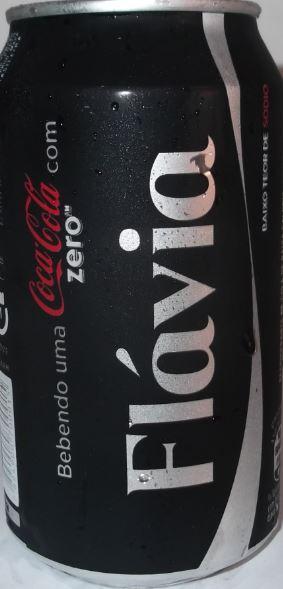 Bebendo uma Coca-Cola zero com
Flávia
BAIXO TEOR DE SÓDIO